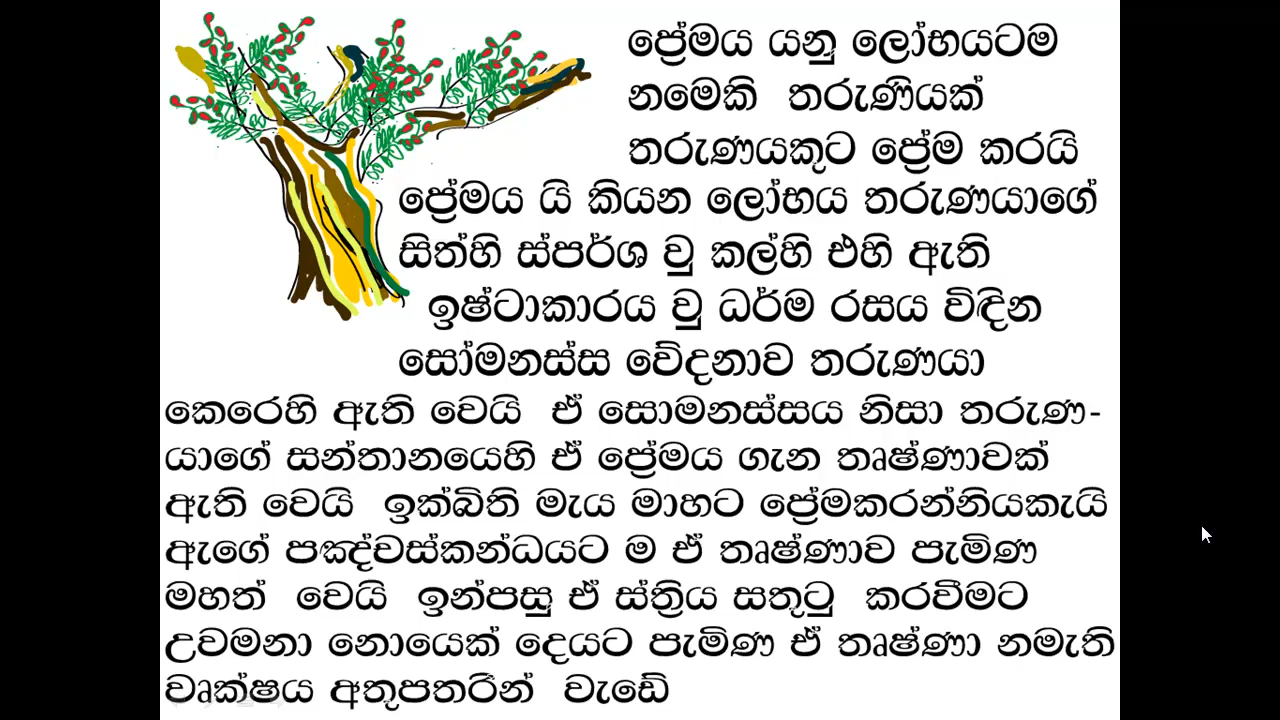 ප්‍රේමය යනු ලෝභයටම
නමෙකි තරුණියක්
තරුණයකුට ප්‍රේම කරයි
ප්‍රේමය යි කියන ලෝභය තරුණයාගේ
සිත්හි ස්පර්ශ වු කල්හි එහි ඇති
ඉෂ්ටාකාරය වු ධර්ම රසය විඳින
සෝමනස්ස වේදනාව තරුණයා
කෙරෙහි ඇති වෙයි ඒ සොමනස්සය නිසා තරුණ-
යාගේ සන්තානයෙහි ඒ ප්‍රේමය ගැන තෘෂ්ණාවක්
ඇති වෙයි ඉක්බිති මැය මාහට ප්‍රේමකරන්නියකැයි
ඇගේ පඤ්චස්කන්ධයට ම ඒ තෘෂ්ණාව පැමිණ
මහත් වෙයි ඉන්පසු ඒ ස්ත්‍රිය සතුටු කරවීමට
උවමනා නොයෙක් දෙයට පැමිණ ඒ තෘෂ්ණා නමැති
වෘක්ෂය අතුපතරින් වැඩේ